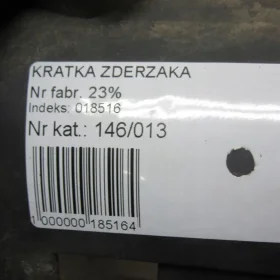 KRATKA ZDERZAKA
Nr fabr. 23%
Indeks: 018516
Nr kat.: 146/013
1 000000 185164